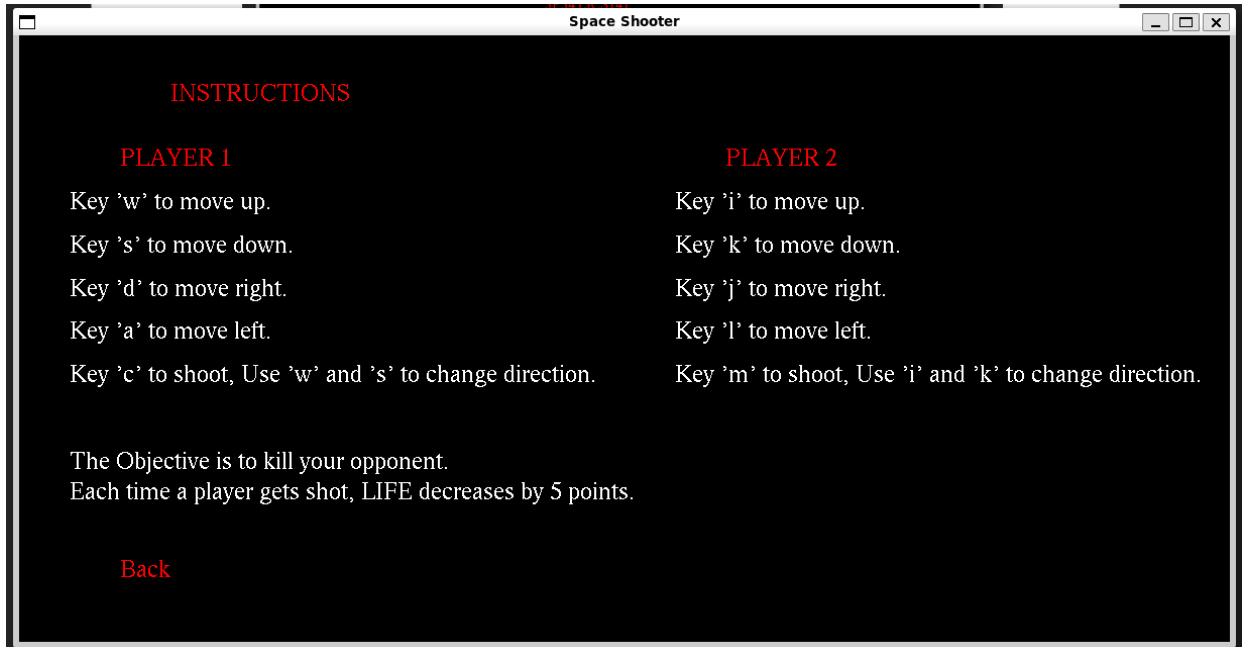 Space Shooter
INSTRUCTIONS
PLAYER 1
Key ’w’ to move up.
Key ’s’ to move down.
Key ’d’ to move right.
Key ’a’ to move left.
Key ’c’ to shoot, Use ’w’ and ’s’ to change direction.
PLAYER 2
Key ’i’ to move up.
Key ’k’ to move down.
Key ’j’ to move right.
Key ’l’ to move left.
Key ’m’ to shoot, Use ’i’ and ’k’ to change direction.
The Objective is to kill your opponent.
Each time a player gets shot, LIFE decreases by 5 points.
Back